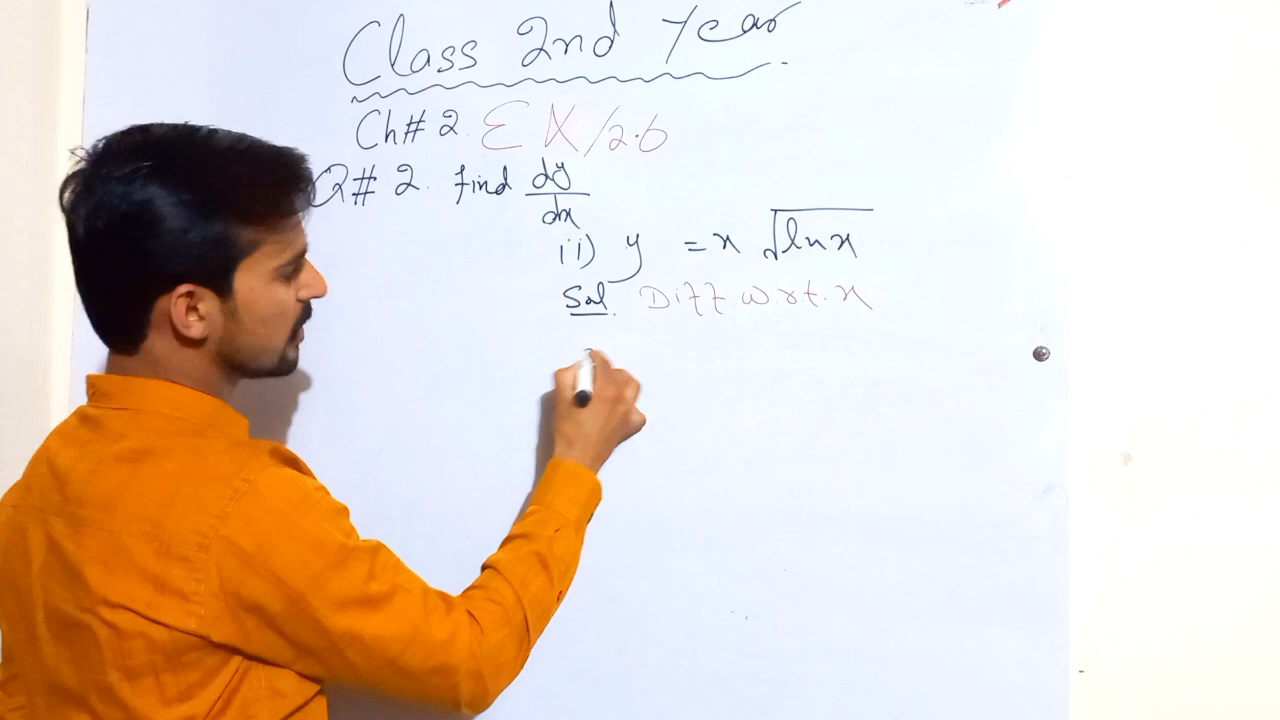 Class 2nd Year
Ch# 2. EX/2.6
Q# 2. find dy/dx
ii) y = x √lnx
Sol. Diff.w.r.t.x